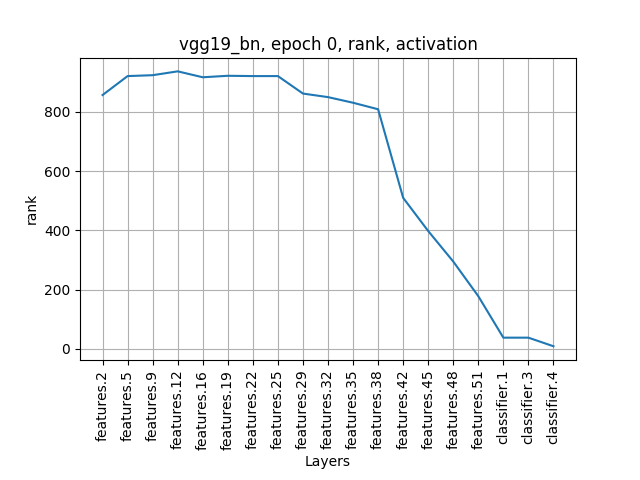 vgg19_bn, epoch 0, rank, activation
rank
800
600
400
200
0
features.2
features.5
features.9
features.12
features.16
features.19
features.22
features.25
features.29
features.32
features.35
features.38
features.42
features.45
features.48
features.51
classifier.1
classifier.3
classifier.4
Layers